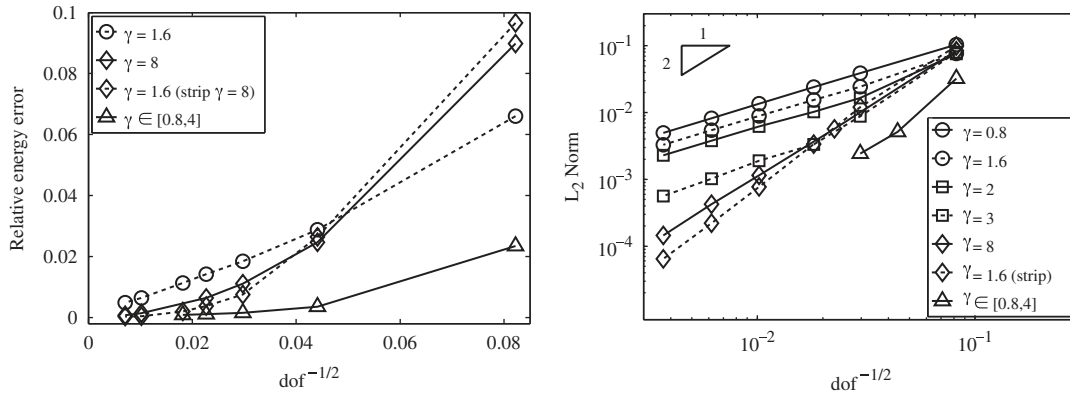 0.1
0.08
0.06
0.04
0.02
0
Relative energy error
γ = 1.6
γ = 8
γ = 1.6 (strip γ = 8)
γ ∈ [0.8,4]
0
0.02
0.04
0.06
0.08
dof^{-1/2}
10^{-1}
10^{-2}
10^{-3}
10^{-4}
L_2 Norm
1
2
γ= 0.8
γ= 1.6
γ= 2
γ= 3
γ= 8
γ= 1.6 (strip)
γ ∈ [0.8,4]
10^{-2}
10^{-1}
dof^{-1/2}